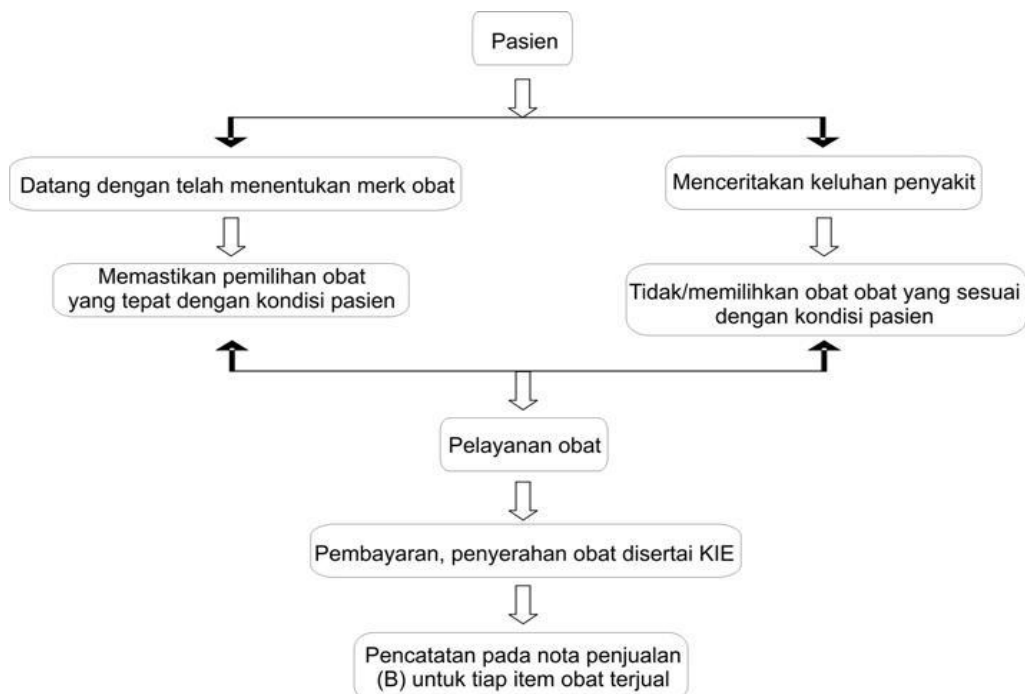 Pasien
Datang dengan telah menentukan merk obat
Menceritakan keluhan penyakit
Memastikan pemilihan obat
yang tepat dengan kondisi pasien
Tidak/memilihkan obat obat yang sesuai
dengan kondisi pasien
Pelayanan obat
Pembayaran, penyerahan obat disertai KIE
Pencatatan pada nota penjualan
(B) untuk tiap item obat terjual